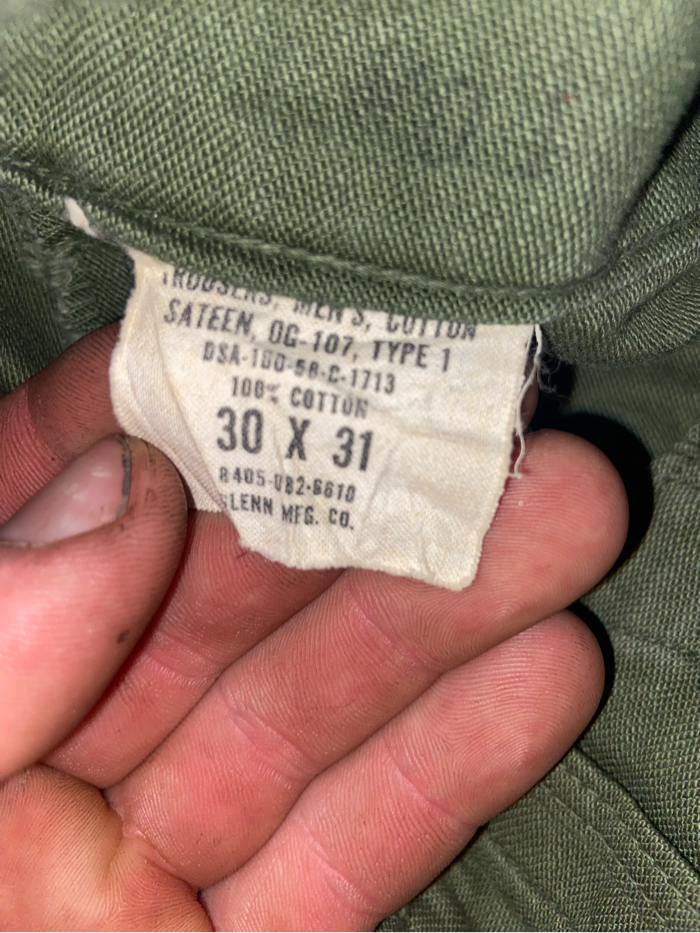 TROUSERS, MEN'S, COTTON
SATEEN, OG-107, TYPE 1
DSA-100-68-C-1713
100% COTTON
30 X 31
8405-082-6610
GLENN MFG. CO.